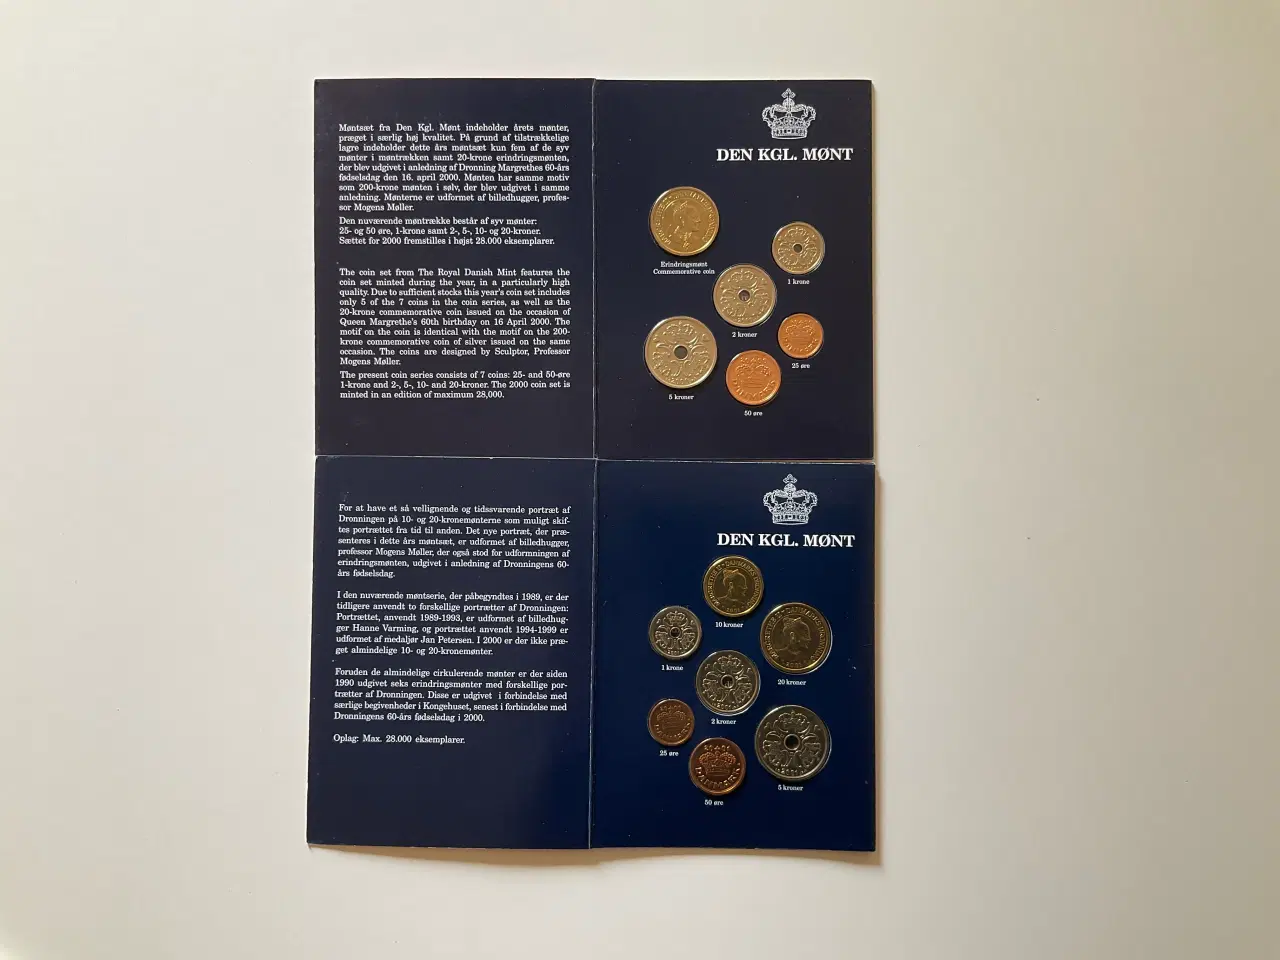 Møntsæt fra Den Kgl. Mønt indeholder årets mønter,
præget i særlig høj kvalitet. På grund af tilstrækkelige
lagre indeholder dette års møntsæt kun fem af de syv
mønter i møntrækken samt 20-krone erindringsmønten,
der blev udgivet i anledning af Dronning Margrethes 60-års
fødselsdag den 16. april 2000. Mønten har samme motiv
som 200-krone mønten i sølv, der blev udgivet i samme
anledning. Mønterne er udformet af billedhugger, profes-
sor Mogens Møller.
Den nuværende møntrække består af syv mønter:
25- og 50 øre, 1-krone samt 2-, 5-, 10- og 20-kroner.
Sættet for 2000 fremstilles i højst 28.000 eksemplarer.
The coin set from The Royal Danish Mint features the
coin set minted during the year, in a particularly high
quality. Due to sufficient stocks this year's coin set includes
only 5 of the 7 coins in the coin series, as well as the
20-krone commemorative coin issued on the occasion of
Queen Margrethe's 60th birthday on 16 April 2000. The
motif on the coin is identical with the motif on the 200-
krone commemorative coin of silver issued on the same
occasion. The coins are designed by Sculptor, Professor
Mogens Møller.
The present coin series consists of 7 coins: 25- and 50-øre
1-krone and 2-, 5-, 10- and 20-kroner. The 2000 coin set is
minted in an edition of maximum 28,000.
DEN KGL. MØNT
Erindringsmønt
Commemorative coin
1 krone
2 kroner
25 øre
5 kroner
50 øre
For at have et så vellignende og tidssvarende portræt af
Dronningen på 10- og 20-kronemønterne som muligt skif-
tes portrættet fra tid til anden. Det nye portræt, der præ-
senteres i dette års møntsæt, er udformet af billedhugger,
professor Mogens Møller, der også stod for udformningen af
erindringsmønten, udgivet i anledning af Dronningens 60-
års fødselsdag.
I den nuværende møntserie, der påbegyndtes i 1989, er der
tidligere anvendt to forskellige portrætter af Dronningen:
Portrættet, anvendt 1989-1993, er udformet af billedhug-
ger Hanne Varming, og portrættet anvendt 1994-1999 er
udformet af medaljør Jan Petersen. I 2000 er der ikke præ-
get almindelige 10- og 20-kronemønter.
Foruden de almindelige cirkulerende mønter er der siden
1990 udgivet seks erindringsmønter med forskellige por-
trætter af Dronningen. Disse er udgivet i forbindelse med
særlige begivenheder i Kongehuset, senest i forbindelse med
Dronningens 60-års fødselsdag i 2000.
Oplag: Max. 28.000 eksemplarer.
DEN KGL. MØNT
10 kroner
1 krone
20 kroner
2 kroner
25 øre
5 kroner
50 øre